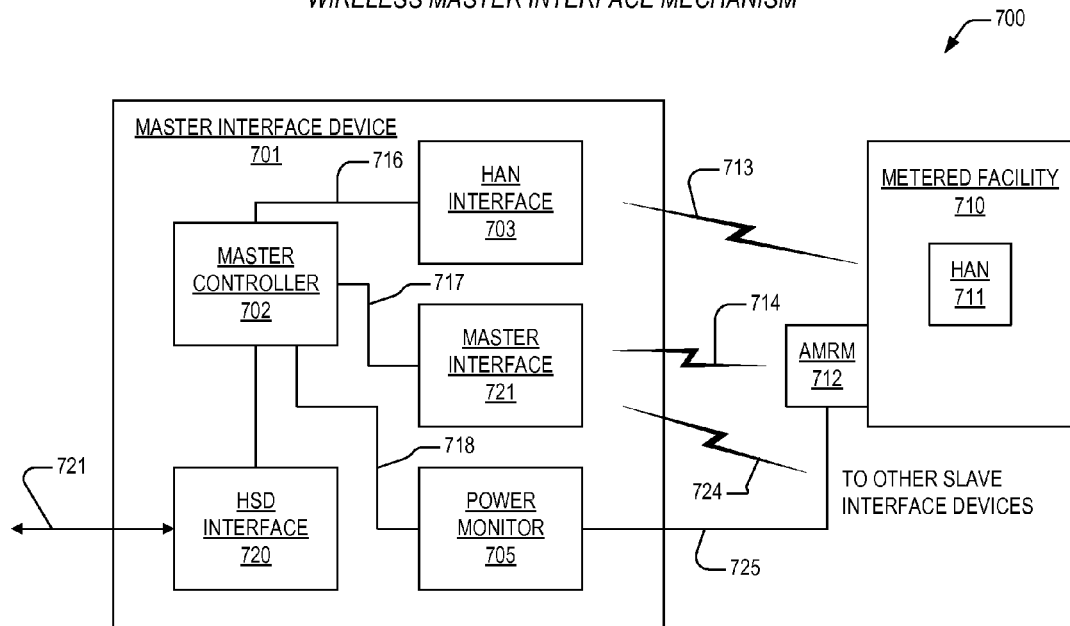 WIRELESS MASTER INTERFACE MECHANISM
700
MASTER INTERFACE DEVICE
701
716
HAN
INTERFACE
703
713
METERED FACILITY
710
HAN
711
MASTER
CONTROLLER
702
717
MASTER
INTERFACE
721
714
AMRM
712
718
724
TO OTHER SLAVE
INTERFACE DEVICES
721
HSD
INTERFACE
720
POWER
MONITOR
705
725